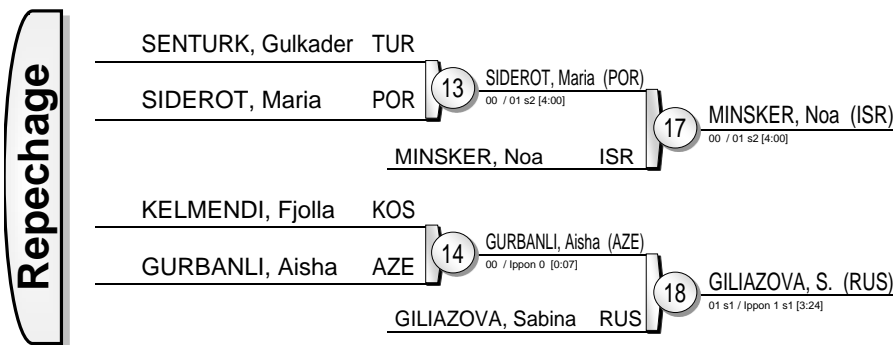 Repechage
SENTURK, Gulkader TUR
SIDEROT, Maria POR
13
SIDEROT, Maria (POR)
00 / 01 s2 [4:00]
MINSKER, Noa ISR
17
MINSKER, Noa (ISR)
00 / 01 s2 [4:00]
KELMENDI, Fjolla KOS
GURBANLI, Aisha AZE
14
GURBANLI, Aisha (AZE)
00 / Ippon 0 [0:07]
GILIAZOVA, Sabina RUS
18
GILIAZOVA, S. (RUS)
01 s1 / Ippon 1 s1 [3:24]